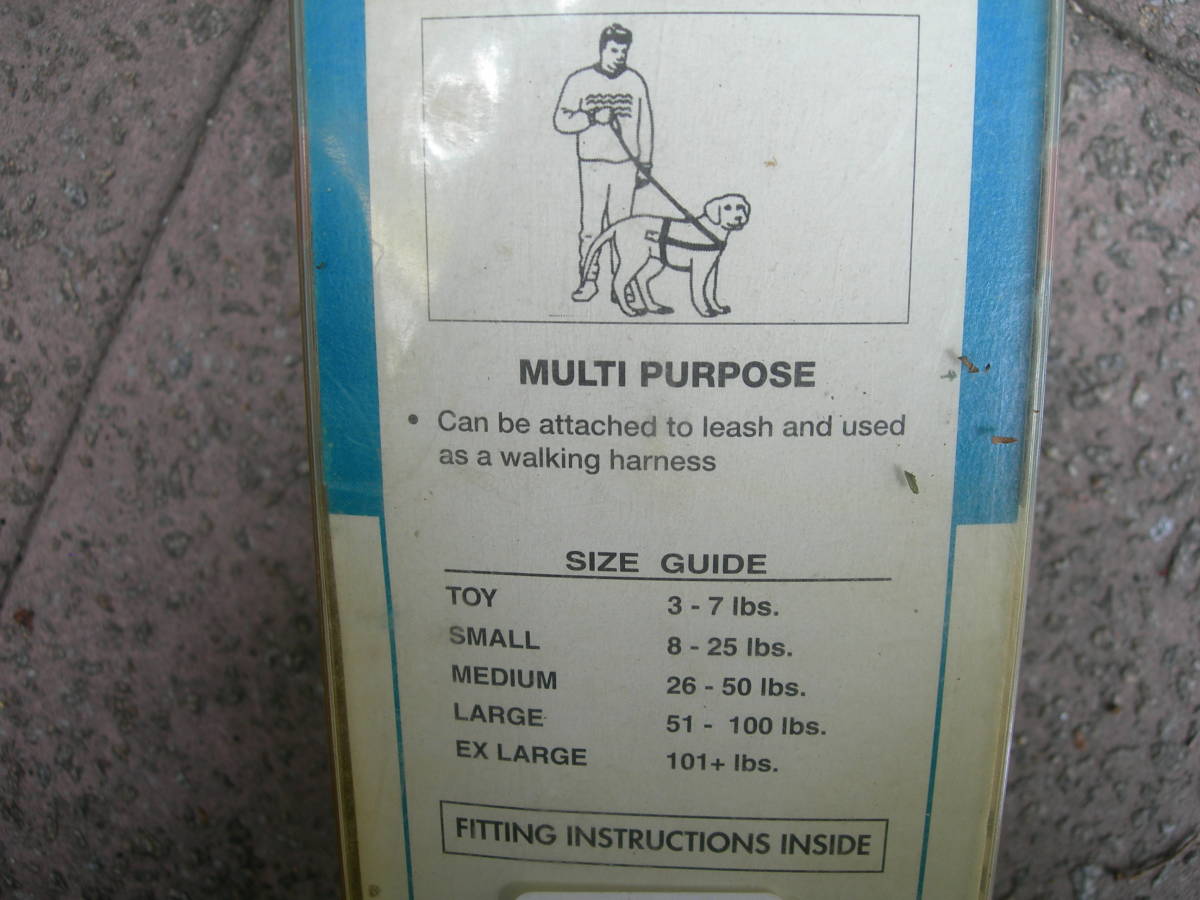 MULTI PURPOSE
• Can be attached to leash and used
as a walking harness
SIZE GUIDE
TOY 3 - 7 lbs.
SMALL 8 - 25 lbs.
MEDIUM 26 - 50 lbs.
LARGE 51 - 100 lbs.
EX LARGE 101+ lbs.
FITTING INSTRUCTIONS INSIDE